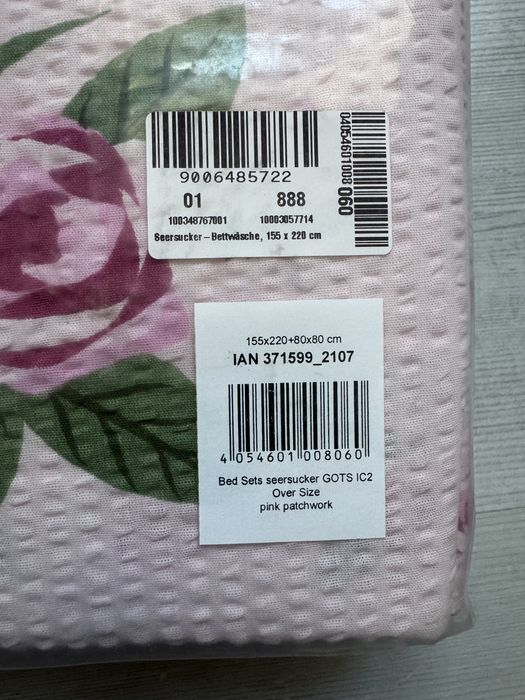 9006485722
01 888
100348767001 10003057714
Seersucker-Bettwäsche, 155 x 220 cm
04054601008060
155x220+80x80 cm
IAN 371599_2107
4 054601 008060
Bed Sets seersucker GOTS IC2
Over Size
pink patchwork